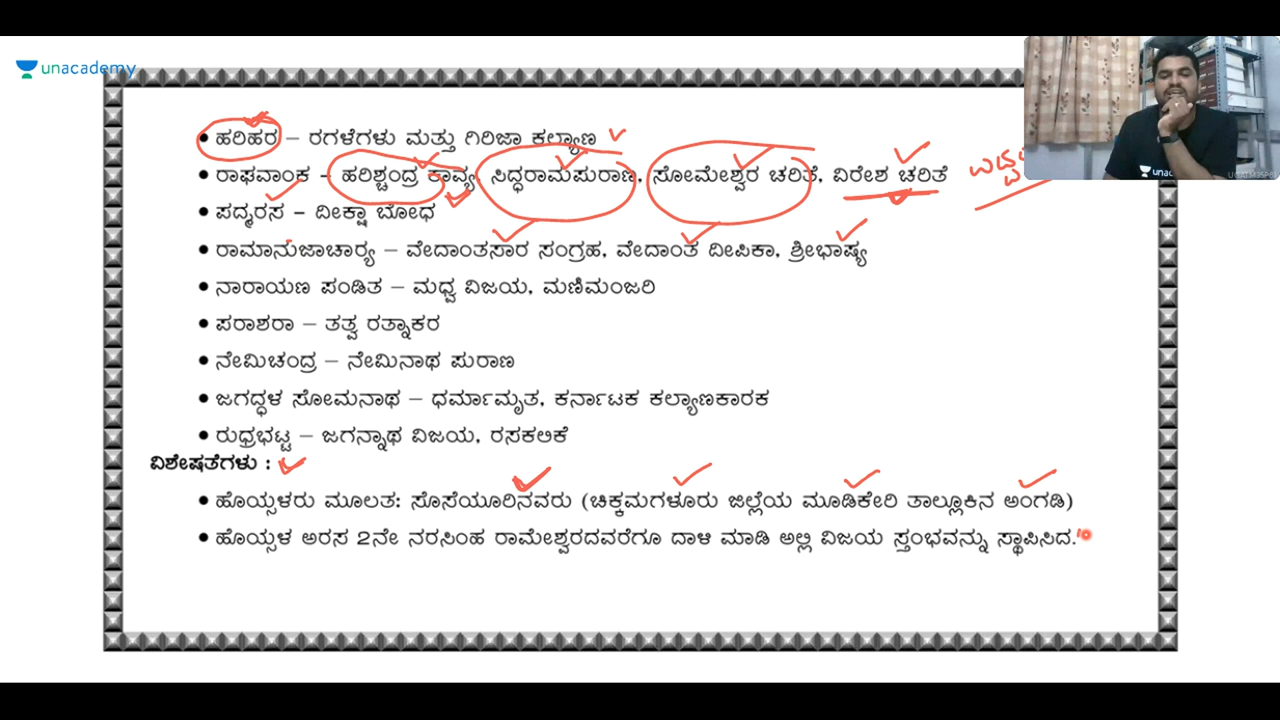 unacademy
• ಹರಿಹರ – ರಗಳೆಗಳು ಮತ್ತು ಗಿರಿಜಾ ಕಲ್ಯಾಣ
• ರಾಘವಾಂಕ - ಹರಿಶ್ಚಂದ್ರ ಕಾವ್ಯ, ಸಿದ್ಧರಾಮಪುರಾಣ, ಸೋಮೇಶ್ವರ ಚರಿತೆ, ವಿರೇಶ ಚರಿತೆ
• ಪದ್ಮರಸ – ದೀಕ್ಷಾ ಬೋಧ
• ರಾಮಾನುಜಾಚಾರ್‍ಯ – ವೇದಾಂತಸಾರ ಸಂಗ್ರಹ, ವೇದಾಂತ ದೀಪಿಕಾ, ಶ್ರೀಭಾಷ್ಯ
• ನಾರಾಯಣ ಪಂಡಿತ – ಮಧ್ವ ವಿಜಯ, ಮಣಿಮಂಜರಿ
• ಪರಾಶರಾ – ತತ್ವ ರತ್ನಾಕರ
• ನೇಮಿಚಂದ್ರ – ನೇಮಿನಾಥ ಪುರಾಣ
• ಜಗದ್ಧಳ ಸೋಮನಾಥ – ಧರ್ಮಾಮೃತ, ಕರ್ನಾಟಕ ಕಲ್ಯಾಣಕಾರಕ
• ರುಧ್ರಭಟ್ಟ – ಜಗನ್ನಾಥ ವಿಜಯ, ರಸಕಲಿಕೆ
ವಿಶೇಷತೆಗಳು :
• ಹೊಯ್ಸಳರು ಮೂಲತ: ಸೊಸೆಯೂರಿನವರು (ಚಿಕ್ಕಮಗಳೂರು ಜಿಲ್ಲೆಯ ಮೂಡಿಕೇರಿ ತಾಲ್ಲೂಕಿನ ಅಂಗಡಿ)
• ಹೊಯ್ಸಳ ಅರಸ 2ನೇ ನರಸಿಂಹ ರಾಮೇಶ್ವರದವರೆಗೂ ದಾಳಿ ಮಾಡಿ ಅಲ್ಲಿ ವಿಜಯ ಸ್ತಂಭವನ್ನು ಸ್ಥಾಪಿಸಿದ.